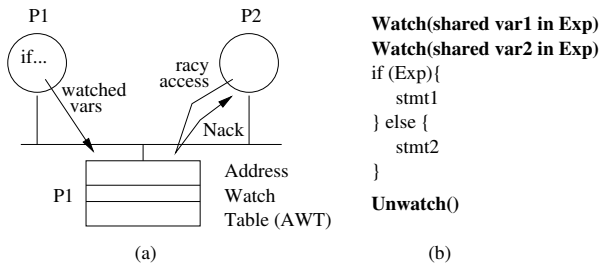 P1
P2
if...
watched
vars
racy
access
Nack
P1
Address
Watch
Table (AWT)
(a)
Watch(shared var1 in Exp)
Watch(shared var2 in Exp)
if (Exp){
stmt1
} else {
stmt2
}
Unwatch()
(b)